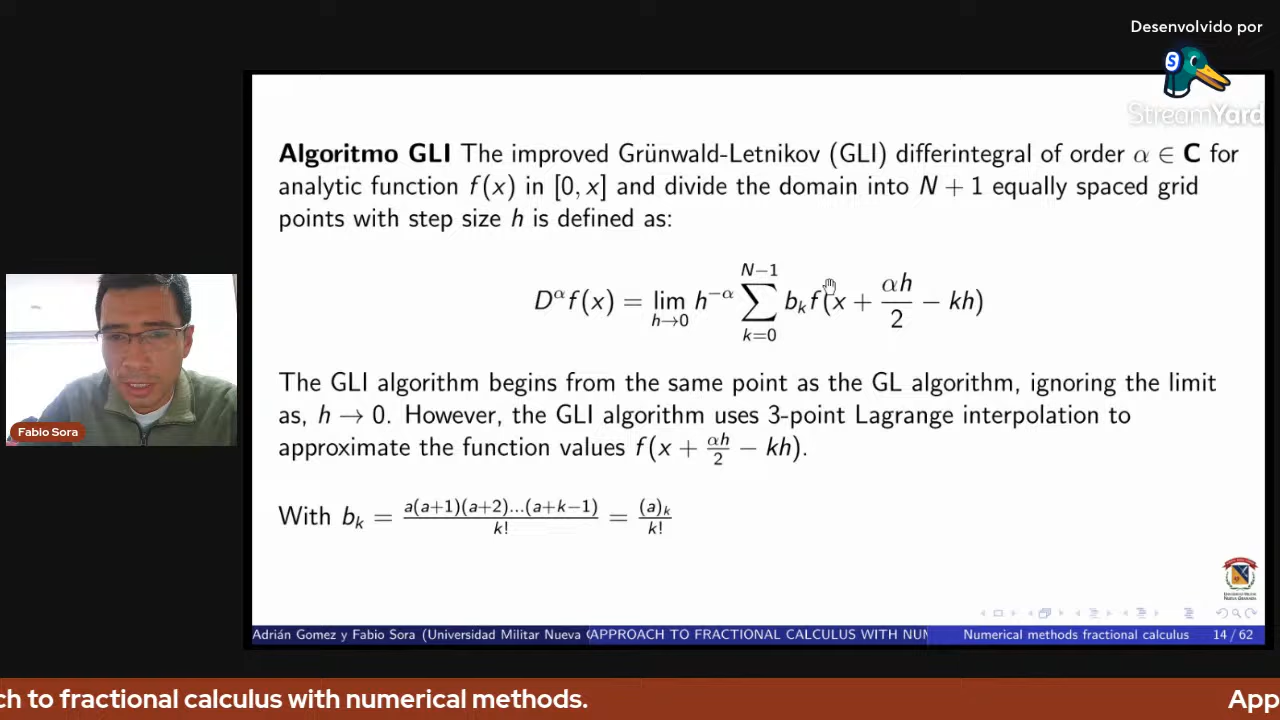 Desenvolvido por
StreamYard
Algoritmo GLI The improved Grünwald-Letnikov (GLI) differintegral of order α ∈ C for
analytic function f(x) in [0, x] and divide the domain into N + 1 equally spaced grid
points with step size h is defined as:
D^α f(x) = lim_{h→0} h^{−α} ∑_{k=0}^{N−1} b_k f(x + αh/2 − kh)
The GLI algorithm begins from the same point as the GL algorithm, ignoring the limit
as, h → 0. However, the GLI algorithm uses 3-point Lagrange interpolation to
approximate the function values f(x + αh/2 − kh).
With b_k = a(a+1)(a+2)...(a+k−1)/k! = (a)_k/k!
Fabio Sora
Adrián Gomez y Fabio Sora (Universidad Militar Nueva
APPROACH TO FRACTIONAL CALCULUS WITH NUM
Numerical methods fractional calculus
14 / 62
ch to fractional calculus with numerical methods.
App